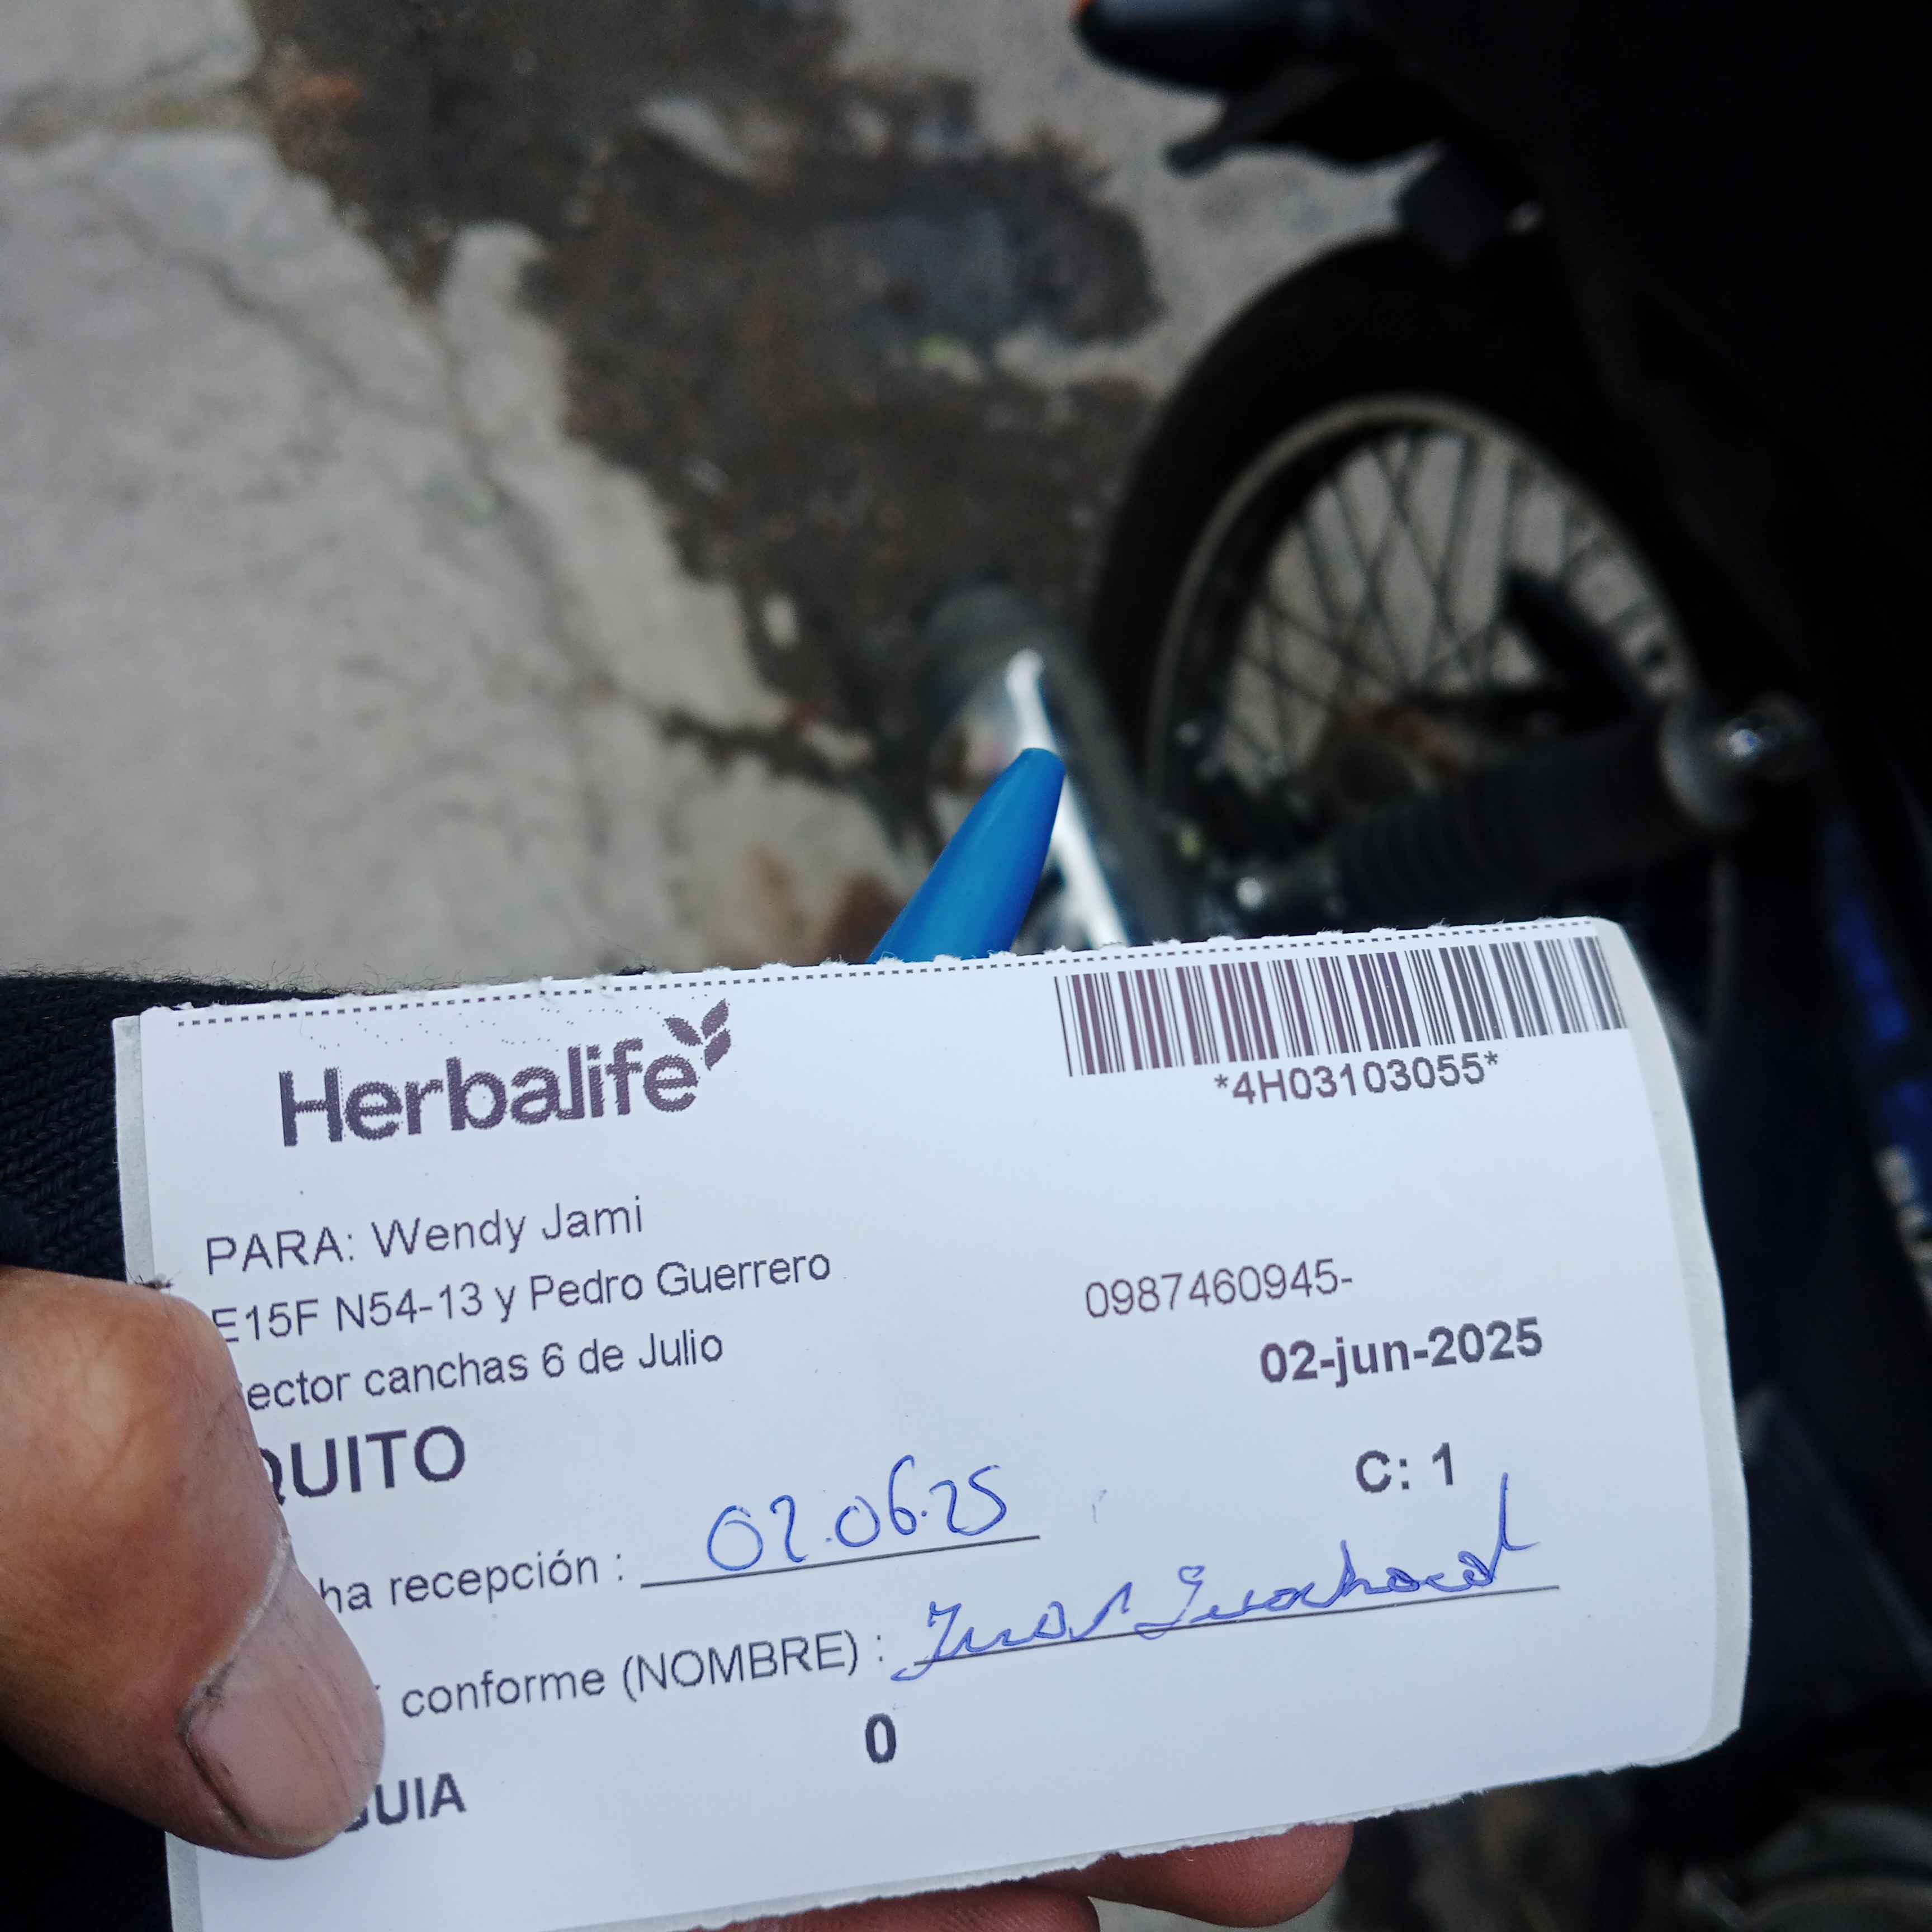 Herbalife
*4H03103055*
PARA: Wendy Jami
E15F N54-13 y Pedro Guerrero
0987460945-
ector canchas 6 de Julio
02-jun-2025
QUITO
C: 1
ha recepción : 02.06.25
conforme (NOMBRE) :
0
GUIA